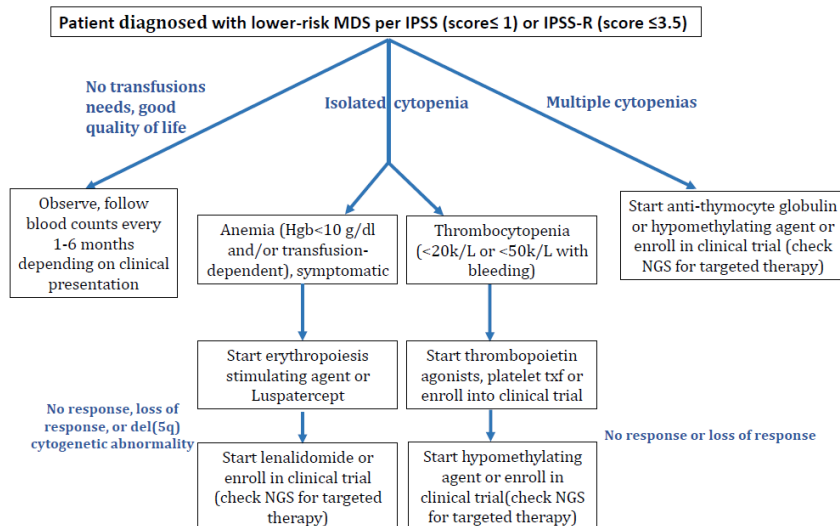 Patient diagnosed with lower-risk MDS per IPSS (score≤ 1) or IPSS-R (score ≤3.5)
No transfusions
needs, good
quality of life
Isolated cytopenia
Multiple cytopenias
Observe, follow
blood counts every
1-6 months
depending on clinical
presentation
Anemia (Hgb<10 g/dl
and/or transfusion-
dependent), symptomatic
Thrombocytopenia
(<20k/L or <50k/L with
bleeding)
Start anti-thymocyte globulin
or hypomethylating agent or
enroll in clinical trial (check
NGS for targeted therapy)
Start erythropoiesis
stimulating agent or
Luspatercept
Start thrombopoietin
agonists, platelet txf or
enroll into clinical trial
No response, loss of
response, or del(5q)
cytogenetic abnormality
No response or loss of response
Start lenalidomide or
enroll in clinical trial
(check NGS for targeted
therapy)
Start hypomethylating
agent or enroll in
clinical trial(check NGS
for targeted therapy)